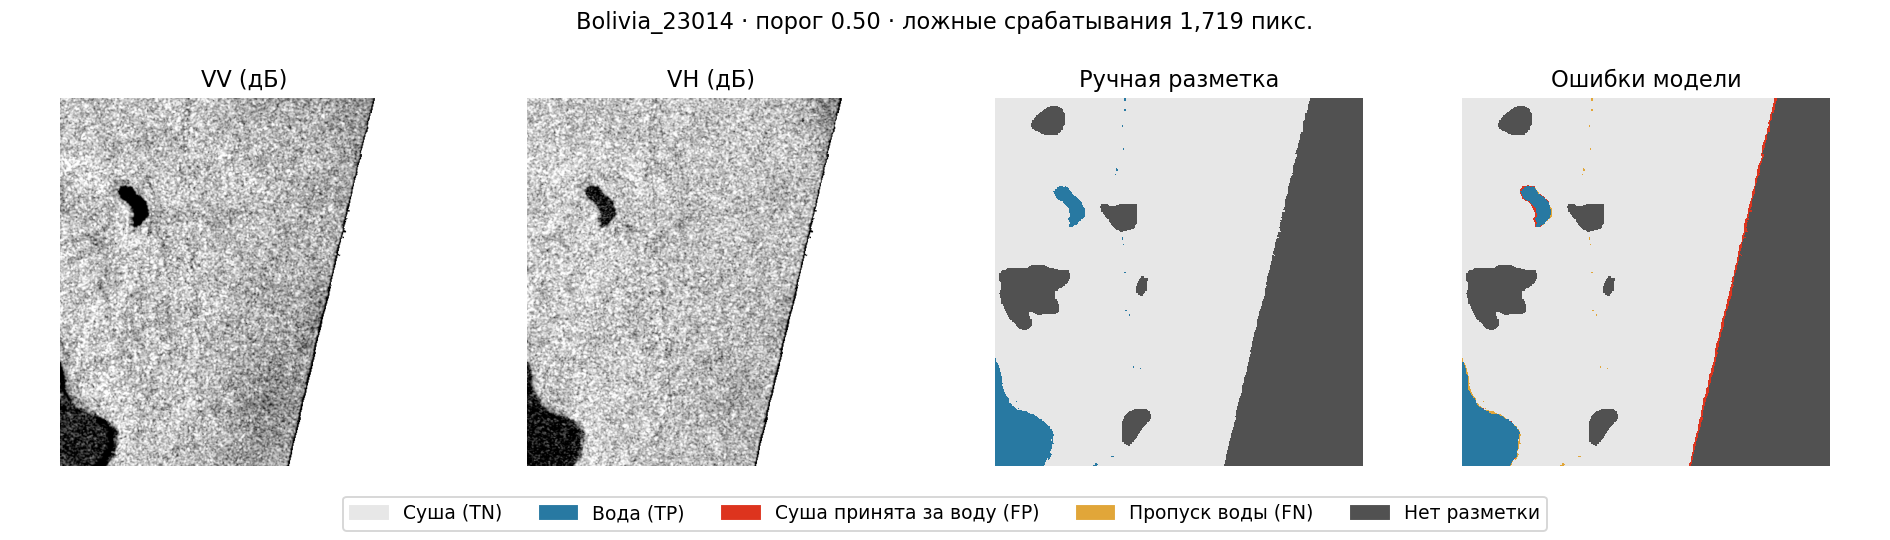 Bolivia_23014 · порог 0.50 · ложные срабатывания 1,719 пикс.
VV (дБ)
VH (дБ)
Ручная разметка
Ошибки модели
Суша (TN)
Вода (TP)
Суша принята за воду (FP)
Пропуск воды (FN)
Нет разметки